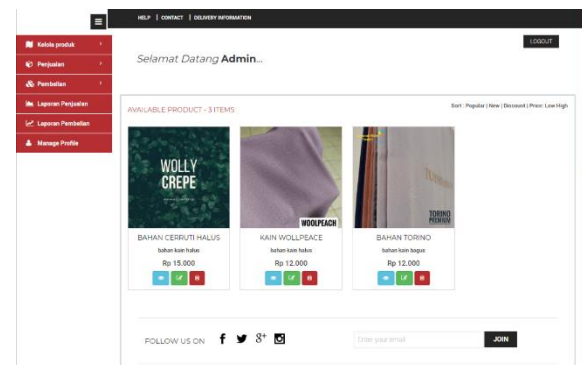 HELP | CONTACT | DELIVERY INFORMATION
LOGOUT
Kelola produk
Penjualan
Pembelian
Laporan Penjualan
Laporan Pembelian
Manage Profile
Selamat Datang Admin...
AVAILABLE PRODUCT - 3 ITEMS
Sort : Popular | New | Discount | Price: Low High
WOLLY
CREPE
WOOLPEACH
TORINO
PREMIUM
BAHAN CERRUTI HALUS
bahan kain halus
Rp 15.000
KAIN WOLLPEACE
bahan kain halus
Rp 12.000
BAHAN TORINO
bahan kain bagus
Rp 12.000
FOLLOW US ON
Enter your email
JOIN